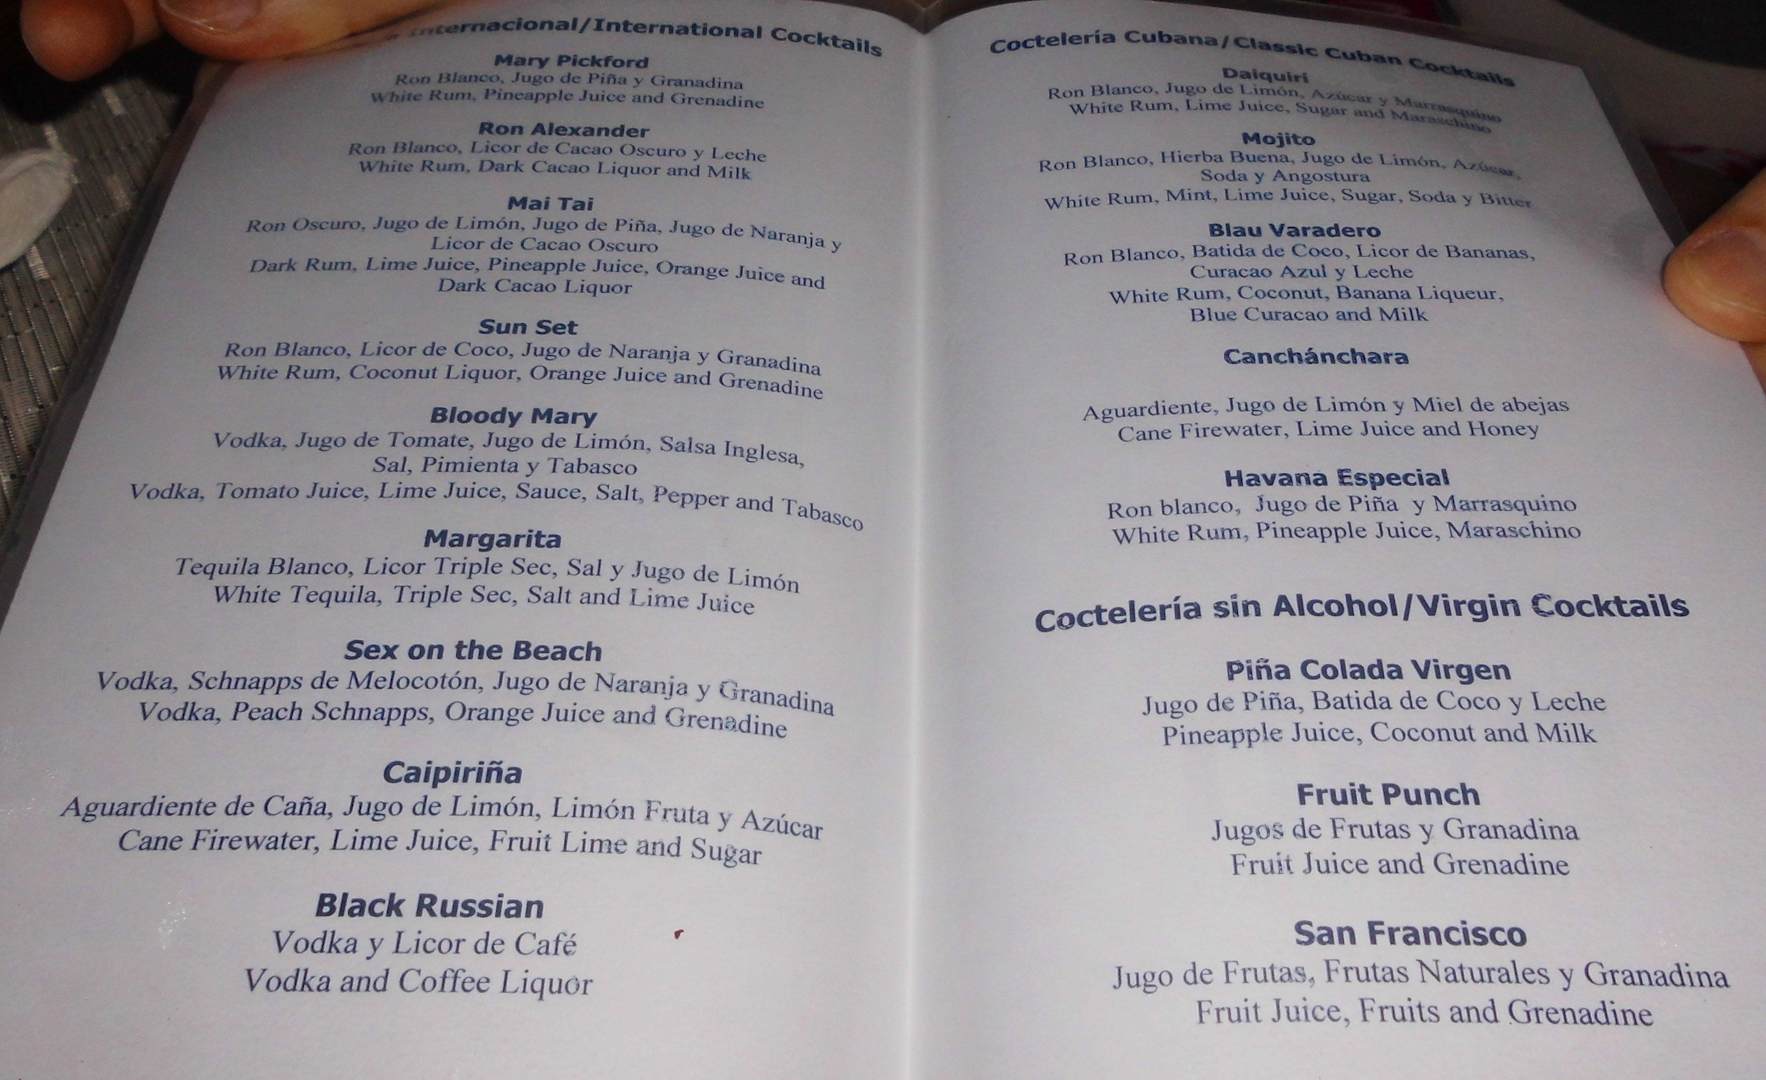 Internacional/International Cocktails
Mary Pickford
Ron Blanco, Jugo de Piña y Granadina
White Rum, Pineapple Juice and Grenadine
Ron Alexander
Ron Blanco, Licor de Cacao Oscuro y Leche
White Rum, Dark Cacao Liquor and Milk
Mai Tai
Ron Oscuro, Jugo de Limón, Jugo de Piña, Jugo de Naranja y
Licor de Cacao Oscuro
Dark Rum, Lime Juice, Pineapple Juice, Orange Juice and
Dark Cacao Liquor
Sun Set
Ron Blanco, Licor de Coco, Jugo de Naranja y Granadina
White Rum, Coconut Liquor, Orange Juice and Grenadine
Bloody Mary
Vodka, Jugo de Tomate, Jugo de Limón, Salsa Inglesa,
Sal, Pimienta y Tabasco
Vodka, Tomato Juice, Lime Juice, Sauce, Salt, Pepper and Tabasco
Margarita
Tequila Blanco, Licor Triple Sec, Sal y Jugo de Limón
White Tequila, Triple Sec, Salt and Lime Juice
Sex on the Beach
Vodka, Schnapps de Melocotón, Jugo de Naranja y Granadina
Vodka, Peach Schnapps, Orange Juice and Grenadine
Caipiriña
Aguardiente de Caña, Jugo de Limón, Limón Fruta y Azúcar
Cane Firewater, Lime Juice, Fruit Lime and Sugar
Black Russian
Vodka y Licor de Café
Vodka and Coffee Liquor
Coctelería Cubana/Classic Cuban Cocktails
Daiquirí
Ron Blanco, Jugo de Limón, Azúcar y Marrasquino
White Rum, Lime Juice, Sugar and Maraschino
Mojito
Ron Blanco, Hierba Buena, Jugo de Limón, Azúcar,
Soda y Angostura
White Rum, Mint, Lime Juice, Sugar, Soda y Bitter
Blau Varadero
Ron Blanco, Batida de Coco, Licor de Bananas,
Curacao Azul y Leche
White Rum, Coconut, Banana Liqueur,
Blue Curacao and Milk
Canchánchara
Aguardiente, Jugo de Limón y Miel de abejas
Cane Firewater, Lime Juice and Honey
Havana Especial
Ron blanco, Jugo de Piña y Marrasquino
White Rum, Pineapple Juice, Maraschino
Coctelería sin Alcohol/Virgin Cocktails
Piña Colada Virgen
Jugo de Piña, Batida de Coco y Leche
Pineapple Juice, Coconut and Milk
Fruit Punch
Jugos de Frutas y Granadina
Fruit Juice and Grenadine
San Francisco
Jugo de Frutas, Frutas Naturales y Granadina
Fruit Juice, Fruits and Grenadine